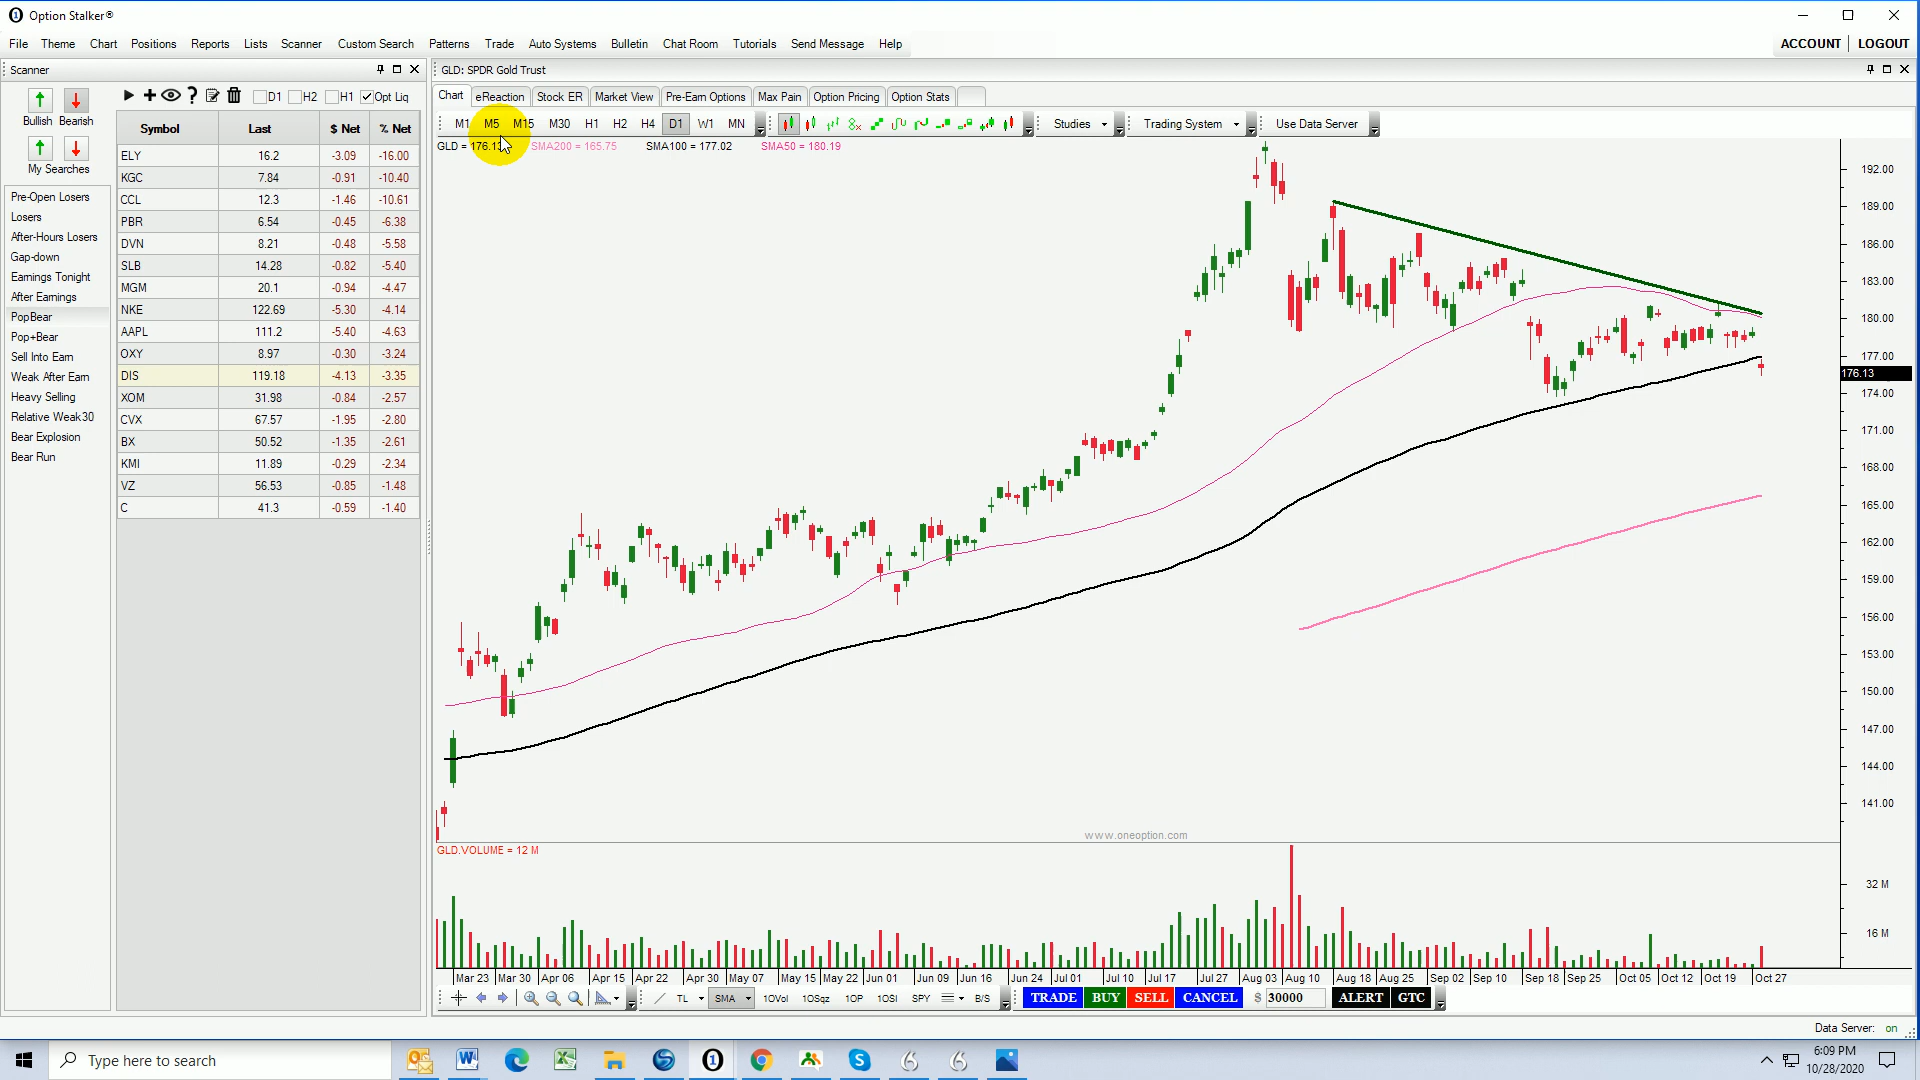 Option Stalker®
File Theme Chart Positions Reports Lists Scanner Custom Search Patterns Trade Auto Systems Bulletin Chat Room Tutorials Send Message Help ACCOUNT LOGOUT
Scanner
GLD: SPDR Gold Trust
Chart eReaction Stock ER Market View Pre-Earn Options Max Pain Option Pricing Option Stats
D1 H2 H1 Opt Liq
Bullish Bearish
My Searches
M1 M5 M15 M30 H1 H2 H4 D1 W1 MN Studies Trading System Use Data Server
SMA200 = 165.75 SMA100 = 177.02 SMA50 = 180.19
Pre-Open Losers
Losers
After-Hours Losers
Gap-down
Earnings Tonight
After Earnings
PopBear
Pop+Bear
Sell Into Earn
Weak After Earn
Heavy Selling
Relative Weak30
Bear Explosion
Bear Run
Symbol Last $ Net % Net
ELY 16.2 -3.09 -16.00
KGC 7.84 -0.91 -10.40
CCL 12.3 -1.46 -10.61
PBR 6.54 -0.45 -6.38
DVN 8.21 -0.48 -5.58
SLB 14.28 -0.82 -5.40
MGM 20.1 -0.94 -4.47
NKE 122.69 -5.30 -4.14
AAPL 111.2 -5.40 -4.63
OXY 8.97 -0.30 -3.24
DIS 119.18 -4.13 -3.35
XOM 31.98 -0.84 -2.57
CVX 67.57 -1.95 -2.80
BX 50.52 -1.35 -2.61
KMI 11.89 -0.29 -2.34
VZ 56.53 -0.85 -1.48
C 41.3 -0.59 -1.40
192.00
189.00
186.00
183.00
180.00
177.00
176.13
174.00
171.00
168.00
165.00
162.00
159.00
156.00
153.00
150.00
147.00
144.00
141.00
www.oneoption.com
GLD.VOLUME = 12 M
32 M
16 M
Mar 23 Mar 30 Apr 06 Apr 15 Apr 22 Apr 30 May 07 May 15 May 22 Jun 01 Jun 09 Jun 16 Jun 24 Jul 01 Jul 10 Jul 17 Jul 27 Aug 03 Aug 10 Aug 18 Aug 25 Sep 02 Sep 10 Sep 18 Sep 25 Oct 05 Oct 12 Oct 19 Oct 27
TL SMA 1OVol 1OSqz 1OP 1OSI SPY B/S TRADE BUY SELL CANCEL $ 30000 ALERT GTC
Data Server: on
Type here to search
6:09 PM
10/28/2020